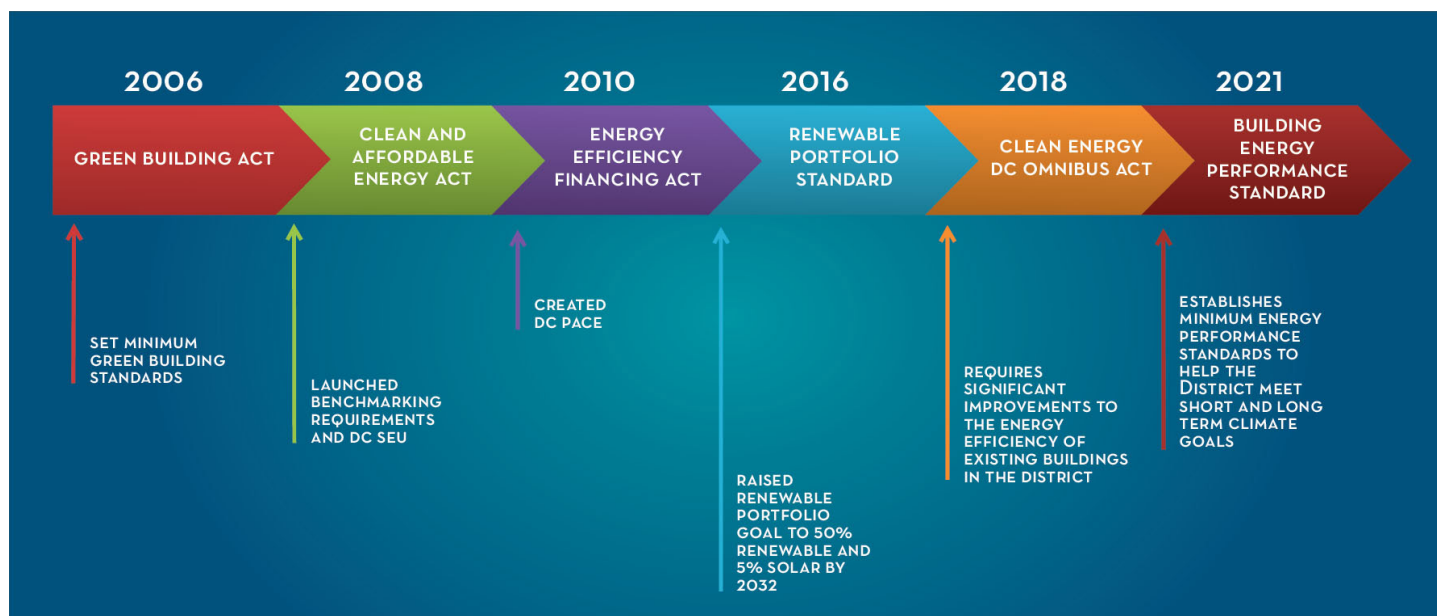 2006
2008
2010
2016
2018
2021
GREEN BUILDING ACT
CLEAN AND
AFFORDABLE
ENERGY ACT
ENERGY
EFFICIENCY
FINANCING ACT
RENEWABLE
PORTFOLIO
STANDARD
CLEAN ENERGY
DC OMNIBUS ACT
BUILDING
ENERGY
PERFORMANCE
STANDARD
SET MINIMUM
GREEN BUILDING
STANDARDS
LAUNCHED
BENCHMARKING
REQUIREMENTS
AND DC SEU
CREATED
DC PACE
RAISED
RENEWABLE
PORTFOLIO
GOAL TO 50%
RENEWABLE AND
5% SOLAR BY
2032
REQUIRES
SIGNIFICANT
IMPROVEMENTS TO
THE ENERGY
EFFICIENCY OF
EXISTING BUILDINGS
IN THE DISTRICT
ESTABLISHES
MINIMUM ENERGY
PERFORMANCE
STANDARDS TO
HELP THE
DISTRICT MEET
SHORT AND LONG
TERM CLIMATE
GOALS